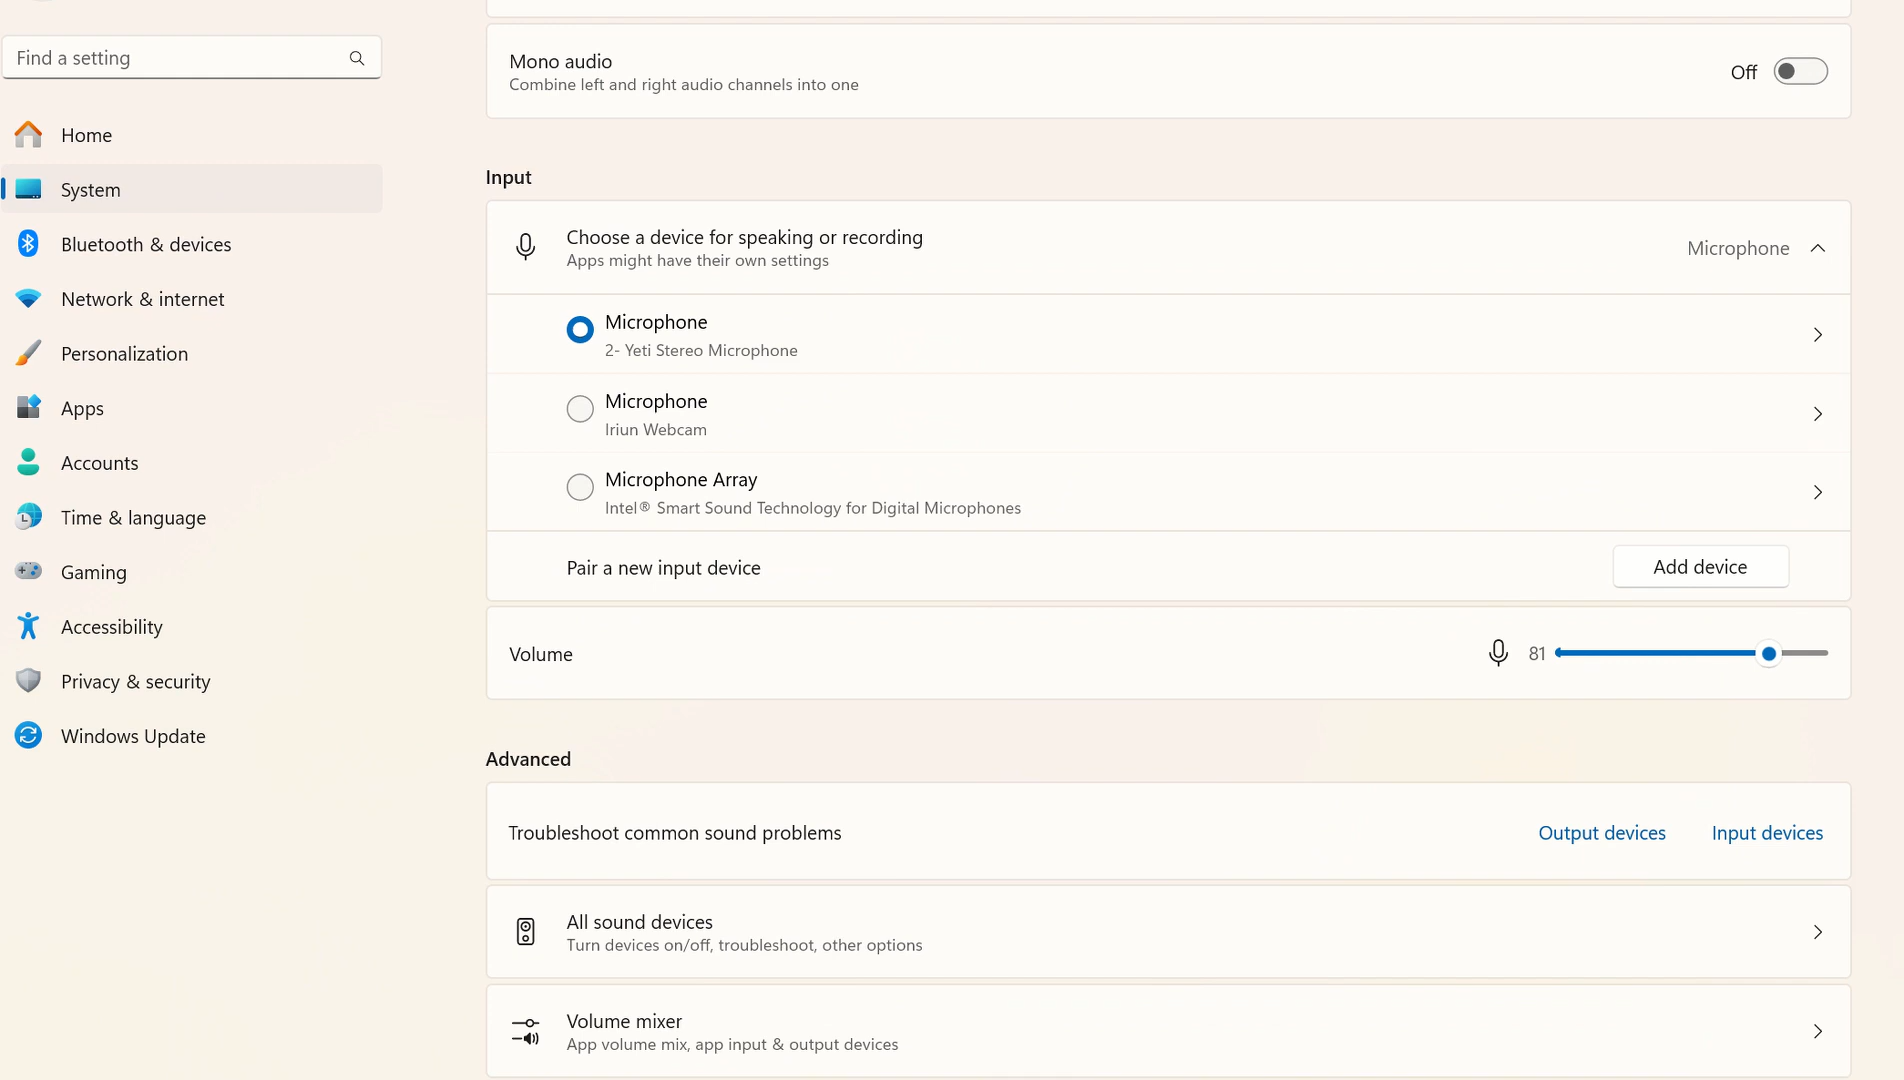 Find a setting
Home
System
Bluetooth & devices
Network & internet
Personalization
Apps
Accounts
Time & language
Gaming
Accessibility
Privacy & security
Windows Update
Mono audio
Combine left and right audio channels into one
Off
Input
Choose a device for speaking or recording
Apps might have their own settings
Microphone
Microphone
2- Yeti Stereo Microphone
Microphone
Iriun Webcam
Microphone Array
Intel® Smart Sound Technology for Digital Microphones
Pair a new input device
Add device
Volume
81
Advanced
Troubleshoot common sound problems
Output devices
Input devices
All sound devices
Turn devices on/off, troubleshoot, other options
Volume mixer
App volume mix, app input & output devices